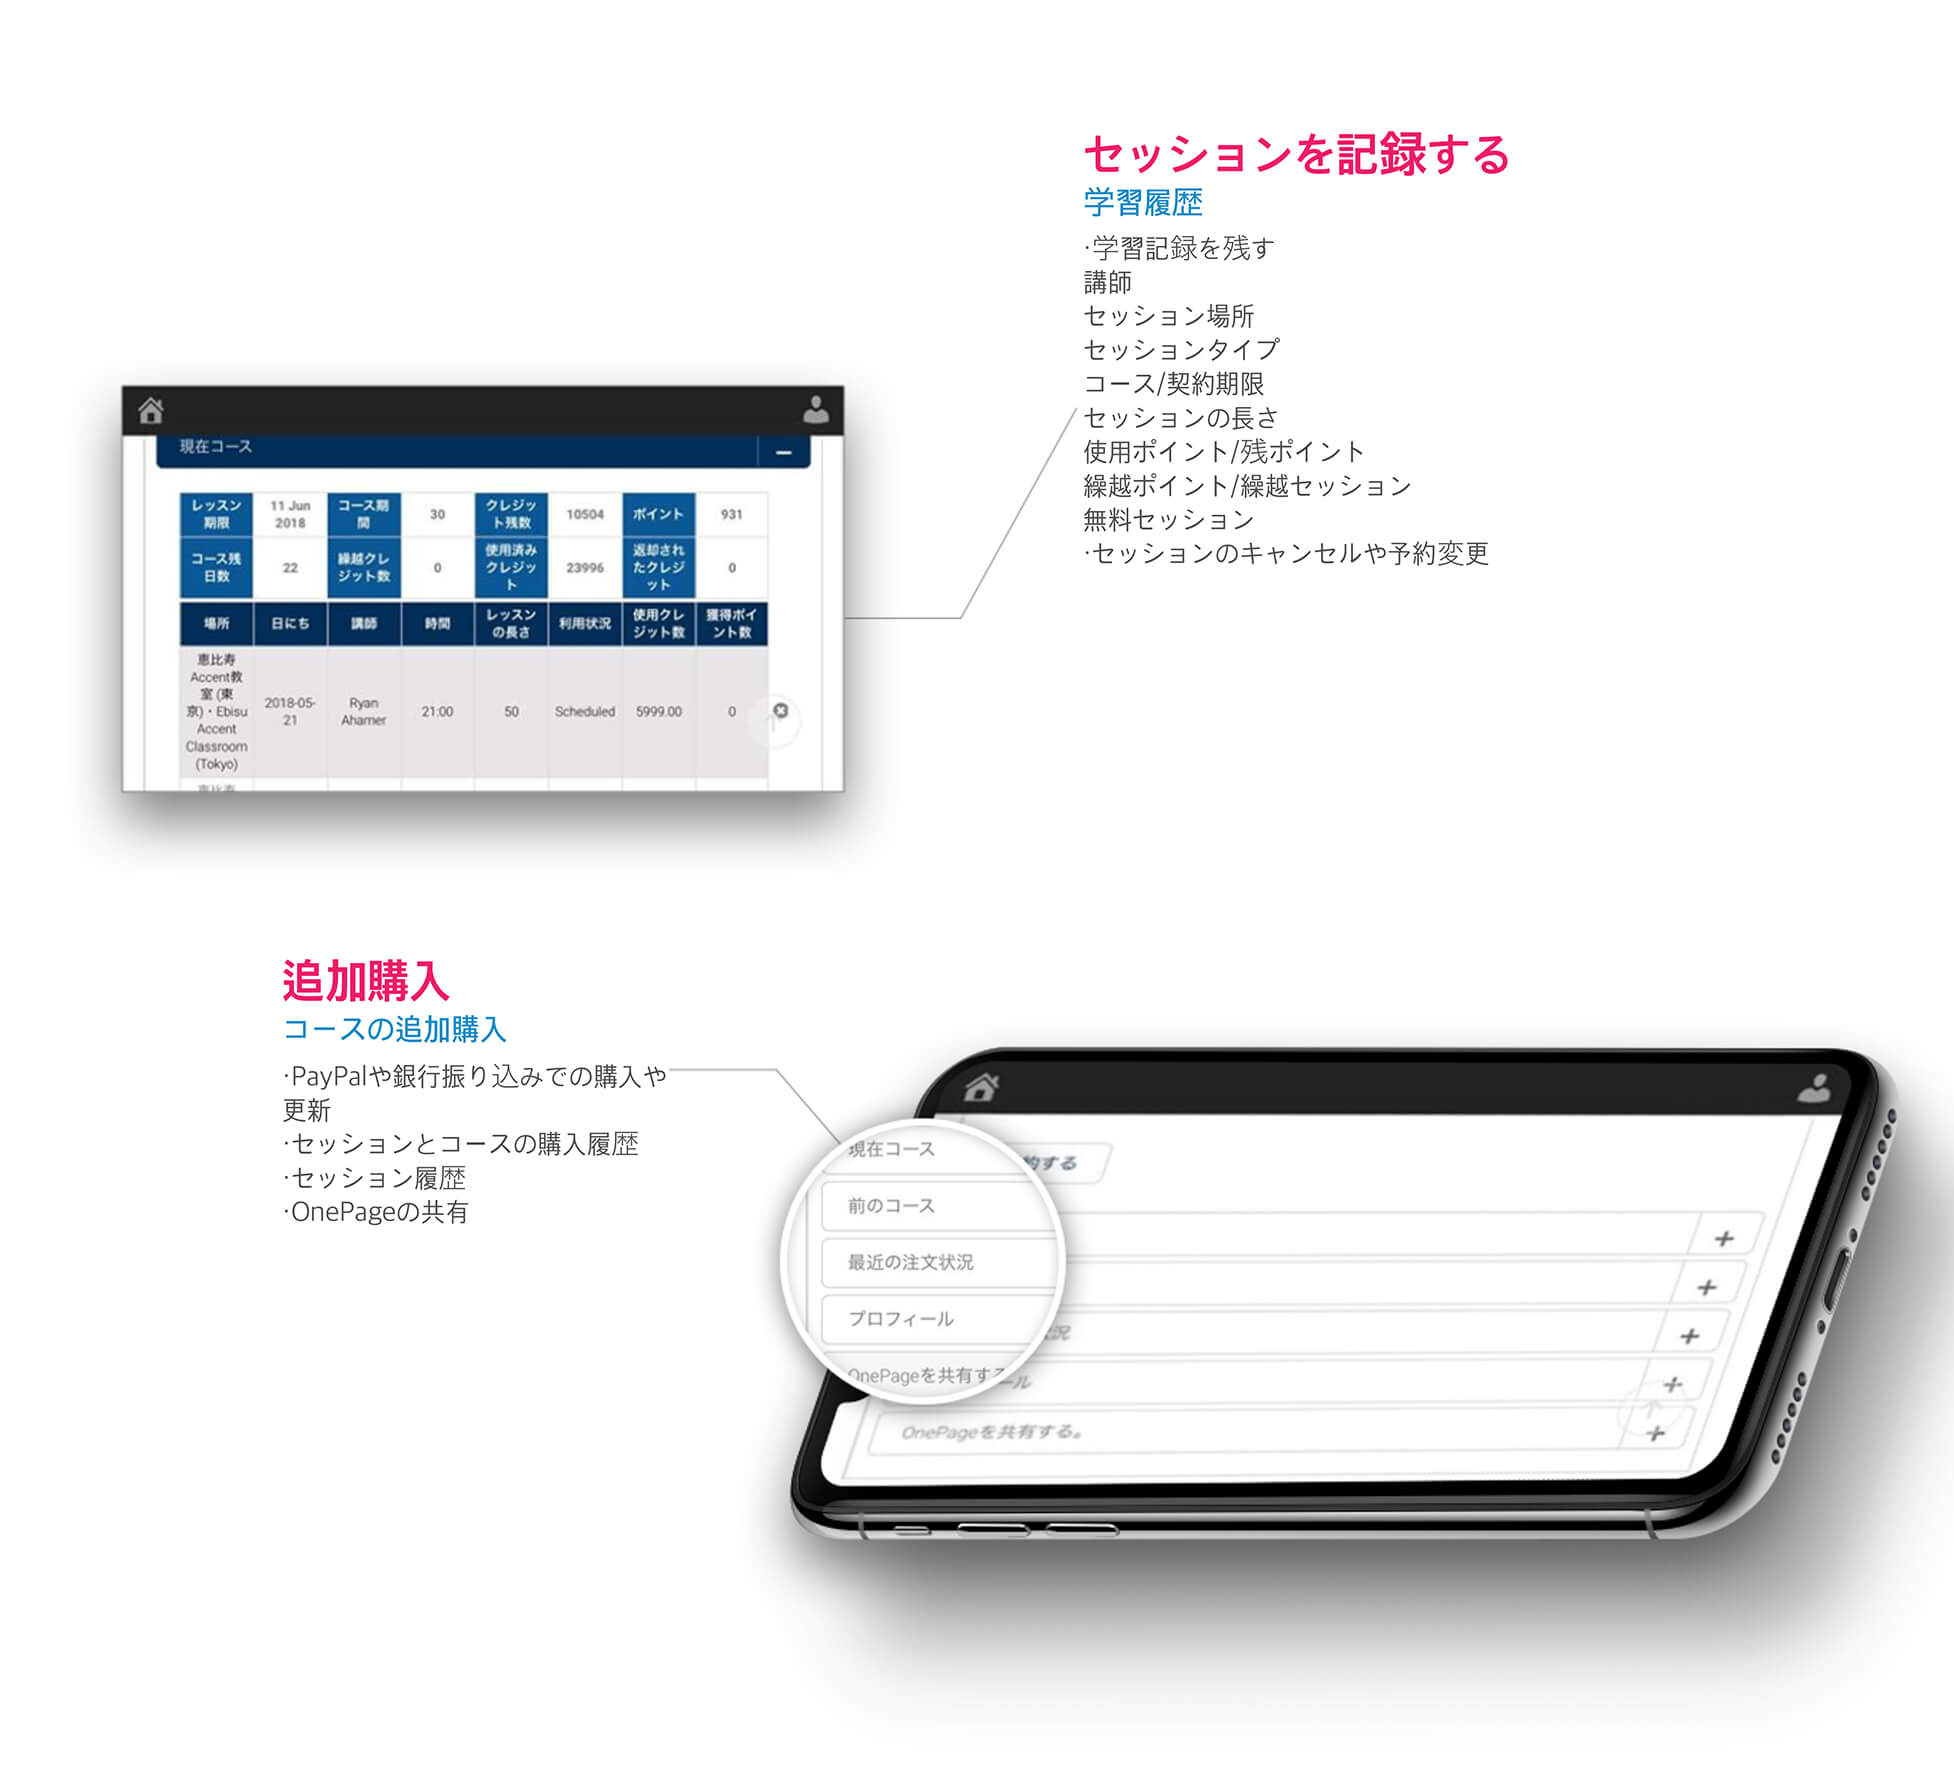 セッションを記録する
学習履歴
·学習記録を残す
講師
セッション場所
セッションタイプ
コース/契約期限
セッションの長さ
使用ポイント/残ポイント
繰越ポイント/繰越セッション
無料セッション
·セッションのキャンセルや予約変更
現在コース
レッスン期限 11 Jun 2018 コース期間 30 クレジット残数 10504 ポイント 931
コース残日数 22 繰越クレジット数 0 使用済みクレジット 23996 返却されたクレジット 0
場所 日にち 講師 時間 レッスンの長さ 利用状況 使用クレジット数 獲得ポイント数
恵比寿Accent教室 (東京)・Ebisu Accent Classroom (Tokyo) 2018-05-21 Ryan Ahamer 21:00 50 Scheduled 5999.00 0
追加購入
コースの追加購入
·PayPalや銀行振り込みでの購入や
更新
·セッションとコースの購入履歴
·セッション履歴
·OnePageの共有
現在コース
前のコース
最近の注文状況
プロフィール
OnePageを共有す
約する
状況
ール
OnePageを共有する。